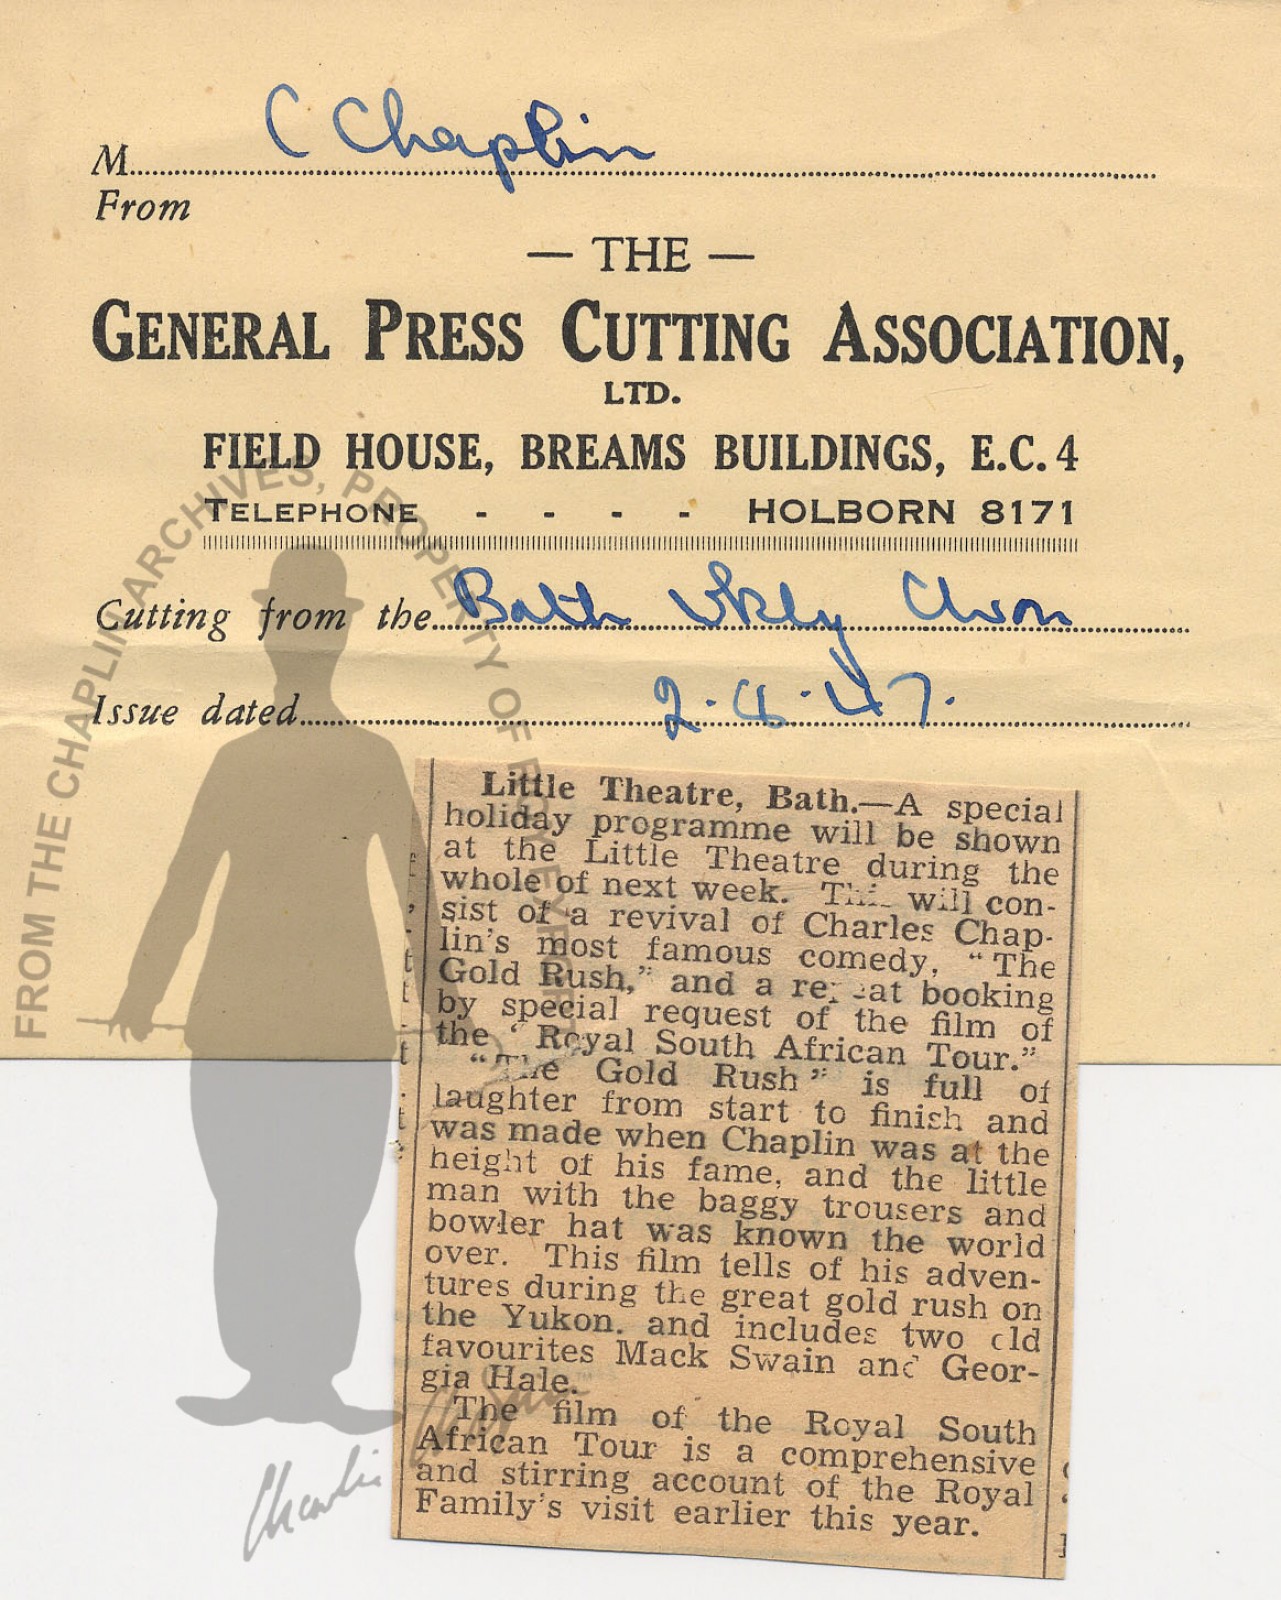 M. C Chaplin
From
— THE —
GENERAL PRESS CUTTING ASSOCIATION,
LTD.
FIELD HOUSE, BREAMS BUILDINGS, E.C.4
TELEPHONE - - - - HOLBORN 8171
Cutting from the Bath Wkly Chron
Issue dated 2.8.47.
Little Theatre, Bath.—A special
holiday programme will be shown
at the Little Theatre during the
whole of next week. This will con-
sist of a revival of Charles Chap-
lin's most famous comedy, "The
Gold Rush," and a repeat booking
by special request of the film of
the "Royal South African Tour."
"The Gold Rush" is full of
laughter from start to finish and
was made when Chaplin was at the
height of his fame, and the little
man with the baggy trousers and
bowler hat was known the world
over. This film tells of his adven-
tures during the great gold rush on
the Yukon, and includes two old
favourites Mack Swain and Geor-
gia Hale.
The film of the Royal South
African Tour is a comprehensive
and stirring account of the Royal
Family's visit earlier this year.
FROM THE CHAPLIN ARCHIVES, PROPERTY OF ROY EXPORT
Charlie Chaplin